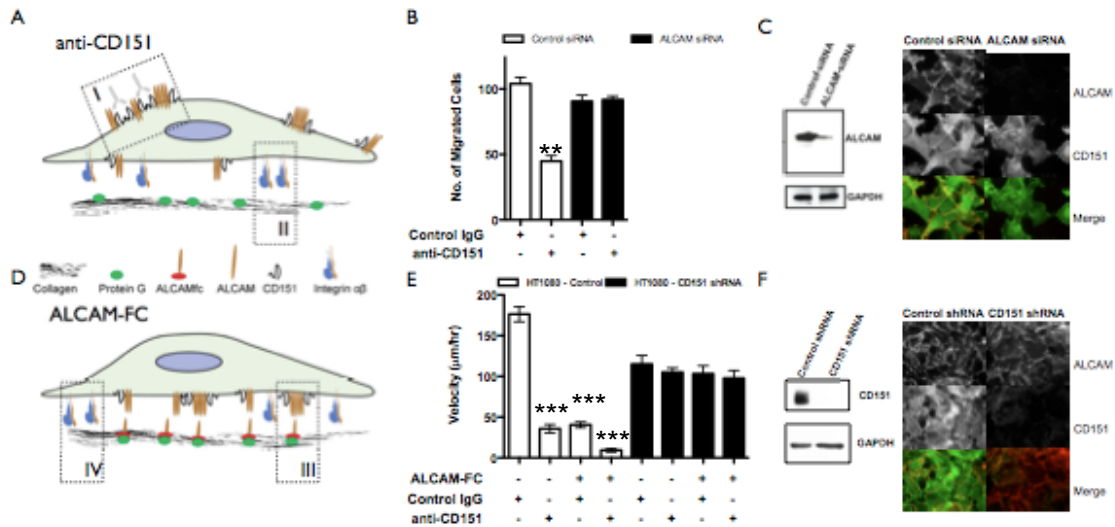 A
anti-CD151
I
II
Collagen
Protein G
ALCAMfc
ALCAM
CD151
Integrin αβ
B
Control siRNA
ALCAM siRNA
No. of Migrated Cells
100
50
0
**
Control IgG + - + -
anti-CD151 - + - +
C
Control siRNA
ALCAM-siRNA
ALCAM
GAPDH
Control siRNA ALCAM siRNA
ALCAM
CD151
Merge
D
ALCAM-FC
IV
III
E
HT1080 - Control
HT1080 - CD151 shRNA
Velocity (μm/hr)
200
150
100
50
0
***
***
***
ALCAM-FC - - + + - - + +
Control IgG + - + - + - + -
anti-CD151 - + - + - + - +
F
Control shRNA
CD151 shRNA
CD151
GAPDH
Control shRNA CD151 shRNA
ALCAM
CD151
Merge